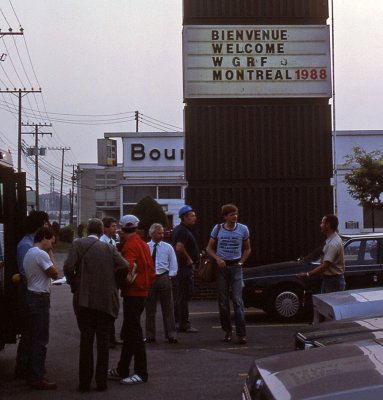 BIENVENUE
WELCOME
WGRF
MONTREAL 1988
Bour